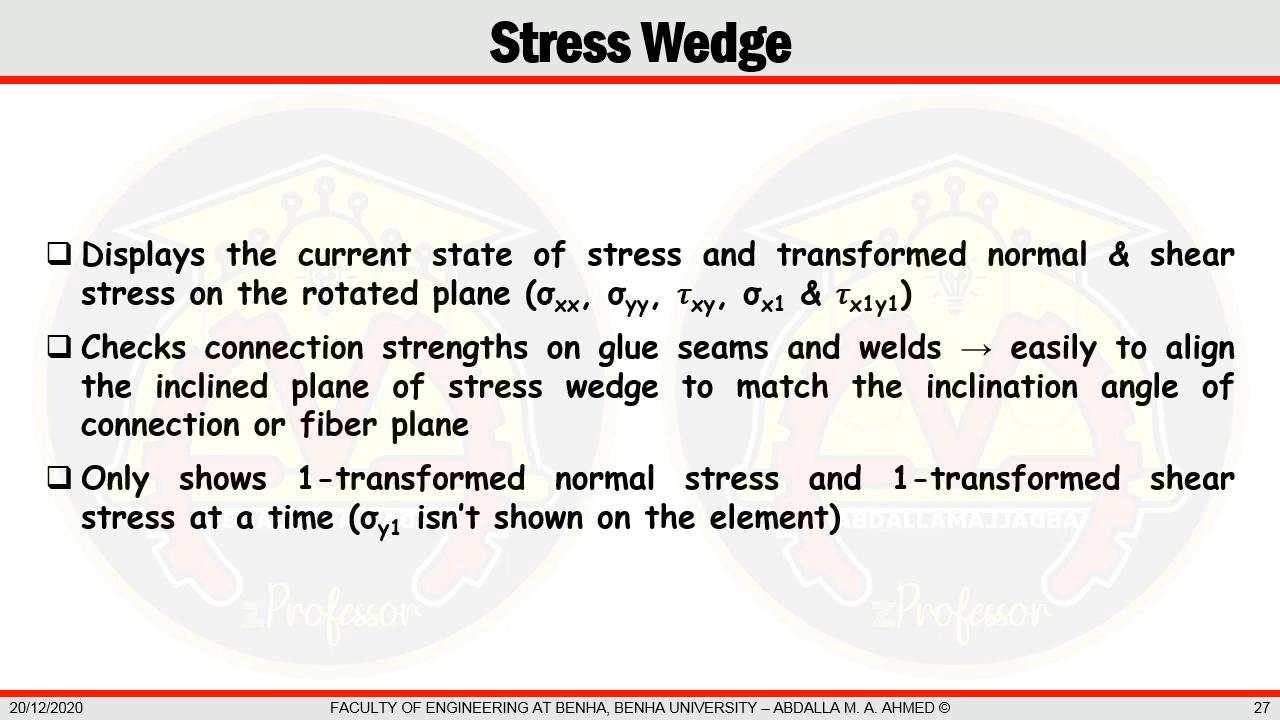 Stress Wedge
❑ Displays the current state of stress and transformed normal & shear
stress on the rotated plane (σxx, σyy, τxy, σx1 & τx1y1)
❑ Checks connection strengths on glue seams and welds → easily to align
the inclined plane of stress wedge to match the inclination angle of
connection or fiber plane
❑ Only shows 1-transformed normal stress and 1-transformed shear
stress at a time (σy1 isn’t shown on the element)
zProfessor
zProfessor
20/12/2020
FACULTY OF ENGINEERING AT BENHA, BENHA UNIVERSITY – ABDALLA M. A. AHMED ©
27